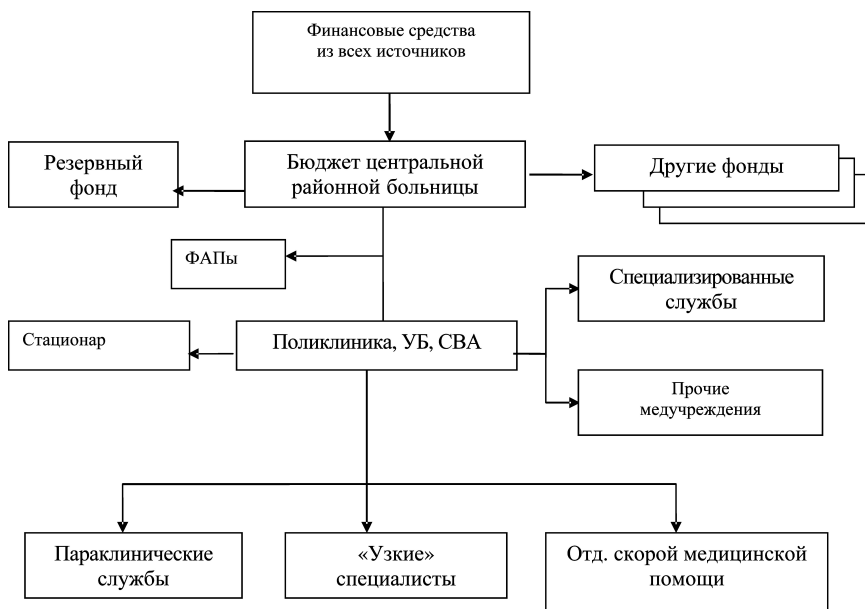 Финансовые средства
из всех источников
Резервный
фонд
Бюджет центральной
районной больницы
Другие фонды
ФАПы
Специализированные
службы
Стационар
Поликлиника, УБ, СВА
Прочие
медучреждения
Параклинические
службы
«Узкие»
специалисты
Отд. скорой медицинской
помощи